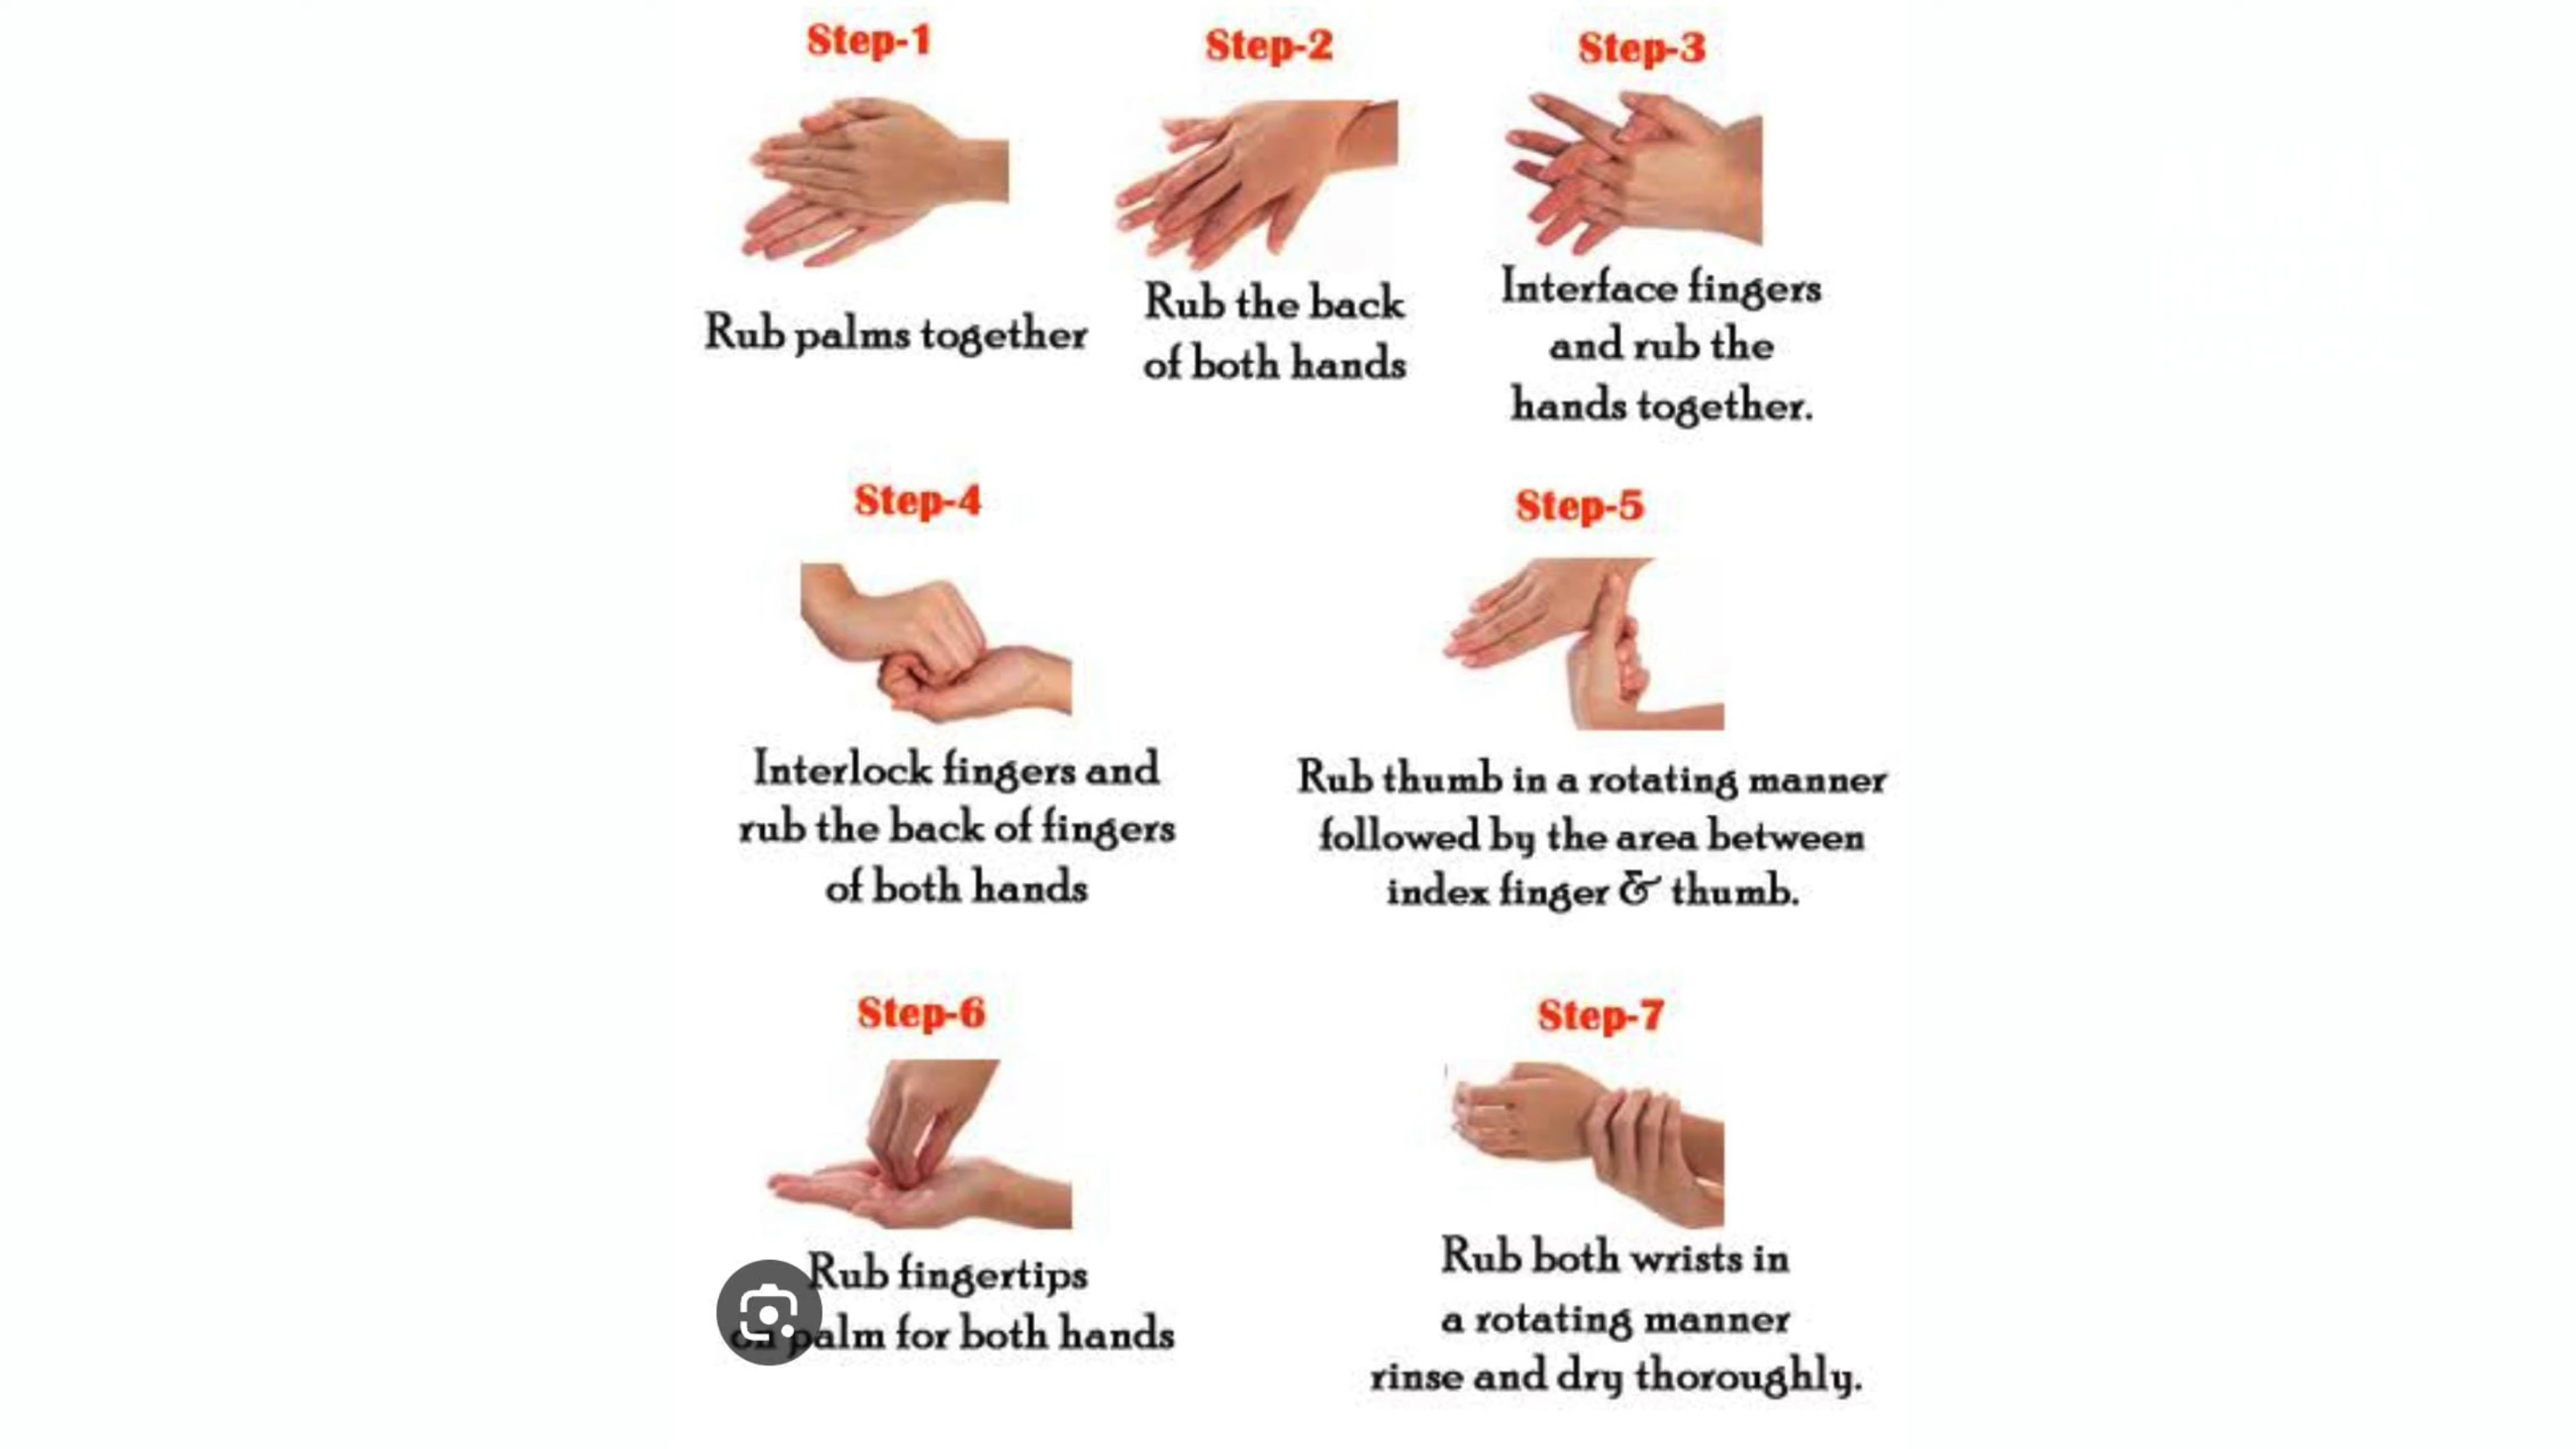 Step-1
Rub palms together
Step-2
Rub the back
of both hands
Step-3
Interface fingers
and rub the
hands together.
Step-4
Interlock fingers and
rub the back of fingers
of both hands
Step-5
Rub thumb in a rotating manner
followed by the area between
index finger & thumb.
Step-6
Rub fingertips
on palm for both hands
Step-7
Rub both wrists in
a rotating manner
rinse and dry thoroughly.